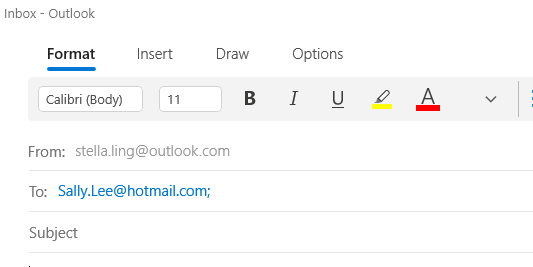 Inbox - Outlook
Format Insert Draw Options
Calibri (Body) 11 B I U A
From: stella.ling@outlook.com
To: Sally.Lee@hotmail.com;
Subject